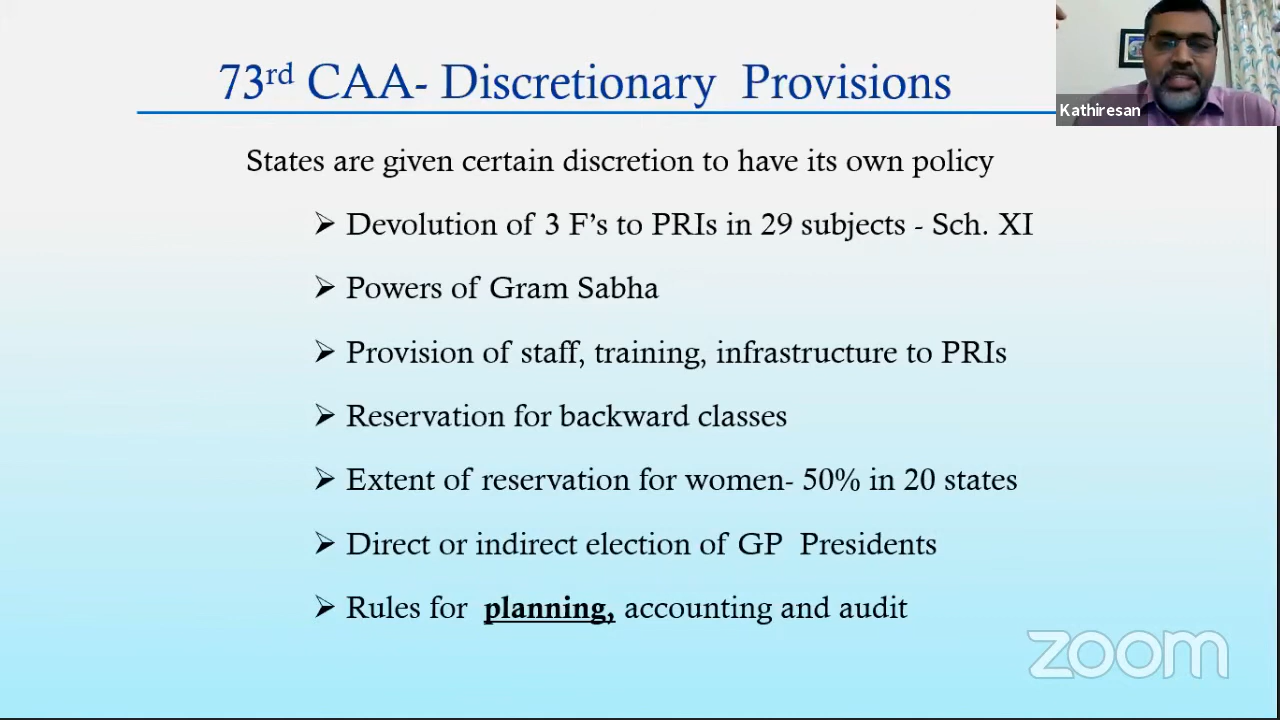 73rd CAA- Discretionary Provisions
Kathiresan
States are given certain discretion to have its own policy
➢ Devolution of 3 F’s to PRIs in 29 subjects - Sch. XI
➢ Powers of Gram Sabha
➢ Provision of staff, training, infrastructure to PRIs
➢ Reservation for backward classes
➢ Extent of reservation for women- 50% in 20 states
➢ Direct or indirect election of GP Presidents
➢ Rules for planning, accounting and audit
zoom